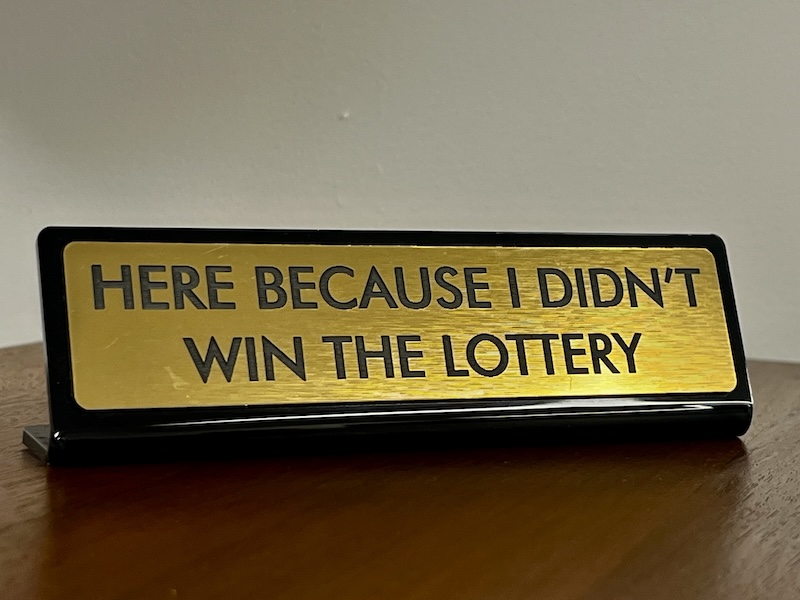 HERE BECAUSE I DIDN'T
WIN THE LOTTERY